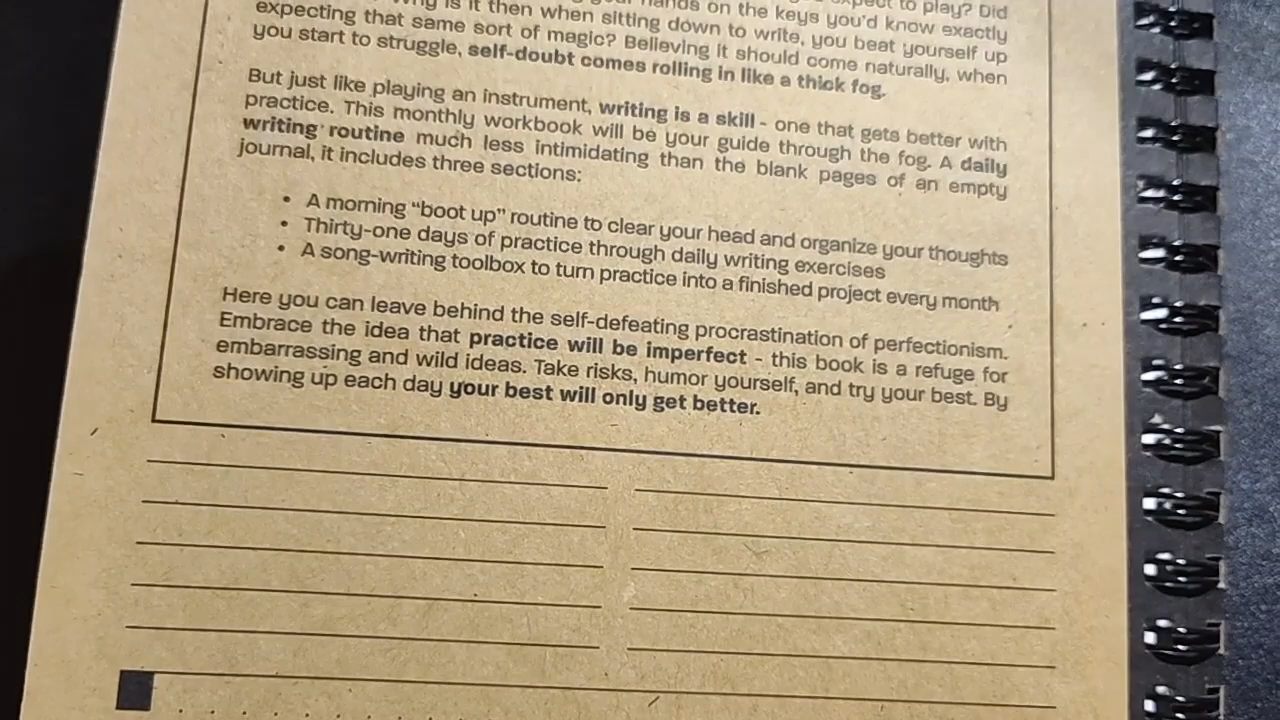 to play? Did
hands on the keys you'd know exactly
is it then when sitting down to write, you beat yourself up
expecting that same sort of magic? Believing it should come naturally, when
you start to struggle, self-doubt comes rolling in like a thick fog.
But just like playing an instrument, writing is a skill - one that gets better with
practice. This monthly workbook will be your guide through the fog. A daily
writing routine much less intimidating than the blank pages of an empty
journal, it includes three sections:
• A morning “boot up” routine to clear your head and organize your thoughts
• Thirty-one days of practice through daily writing exercises
• A song-writing toolbox to turn practice into a finished project every month
Here you can leave behind the self-defeating procrastination of perfectionism.
Embrace the idea that practice will be imperfect - this book is a refuge for
embarrassing and wild ideas. Take risks, humor yourself, and try your best. By
showing up each day your best will only get better.